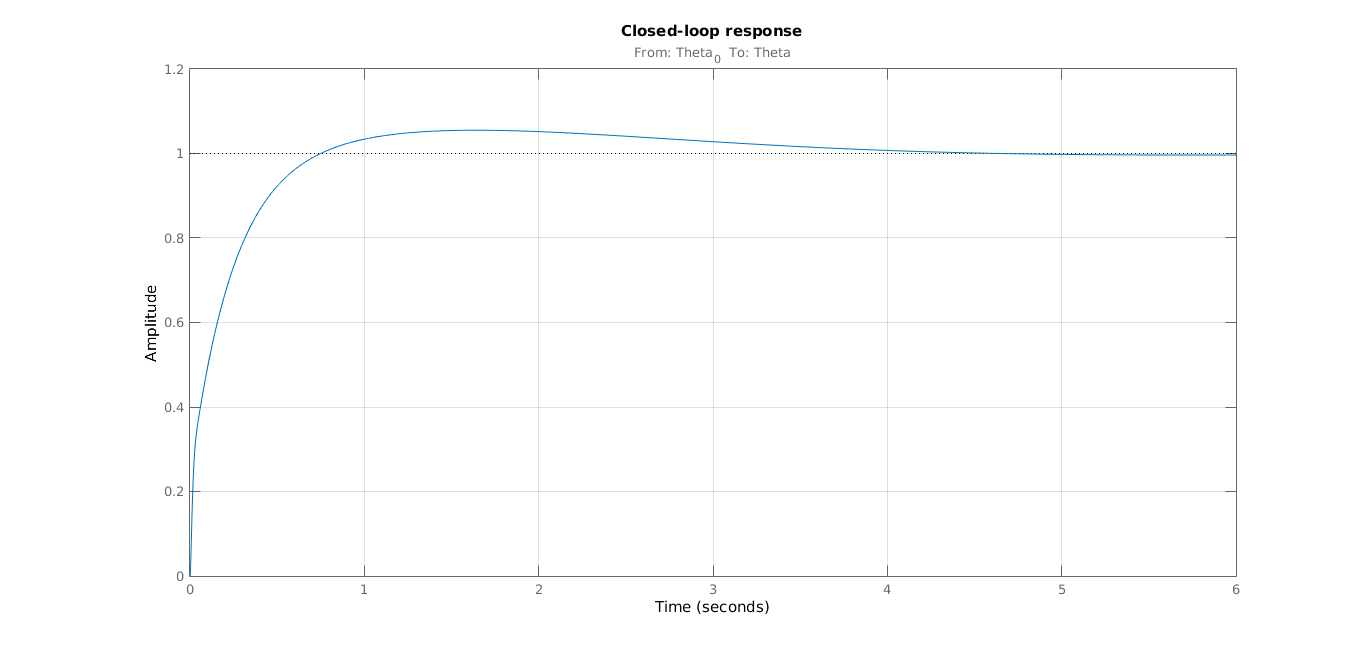 Closed-loop response
From: Theta0 To: Theta
1.2
1
0.8
0.6
0.4
0.2
0
Amplitude
0 1 2 3 4 5 6
Time (seconds)